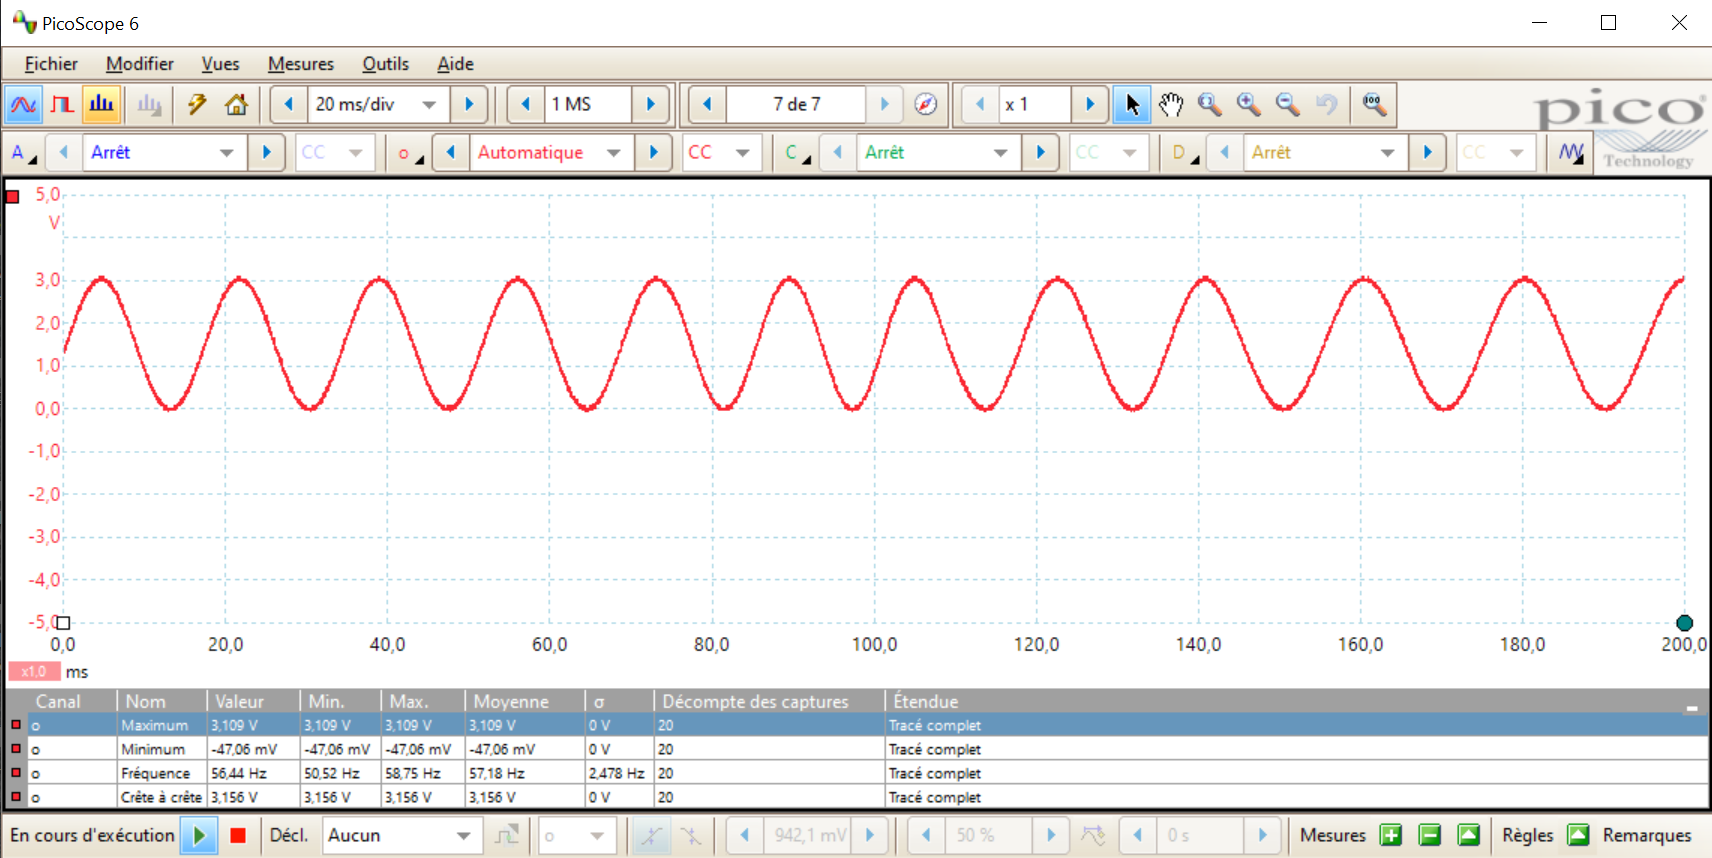 PicoScope 6
Fichier Modifier Vues Mesures Outils Aide
20 ms/div 1 MS 7 de 7 x 1
pico
Technology
A Arrêt CC o Automatique CC C Arrêt CC D Arrêt CC
5,0
V
3,0
2,0
1,0
0,0
-1,0
-2,0
-3,0
-4,0
-5,0
0,0 20,0 40,0 60,0 80,0 100,0 120,0 140,0 160,0 180,0 200,0
x1,0 ms
Canal Nom Valeur Min. Max. Moyenne σ Décompte des captures Étendue
o Maximum 3,109 V 3,109 V 3,109 V 3,109 V 0 V 20 Tracé complet
o Minimum -47,06 mV -47,06 mV -47,06 mV -47,06 mV 0 V 20 Tracé complet
o Fréquence 56,44 Hz 50,52 Hz 58,75 Hz 57,18 Hz 2,478 Hz 20 Tracé complet
o Crête à crête 3,156 V 3,156 V 3,156 V 3,156 V 0 V 20 Tracé complet
En cours d'exécution Décl. Aucun o 942,1 mV 50 % 0 s Mesures Règles Remarques